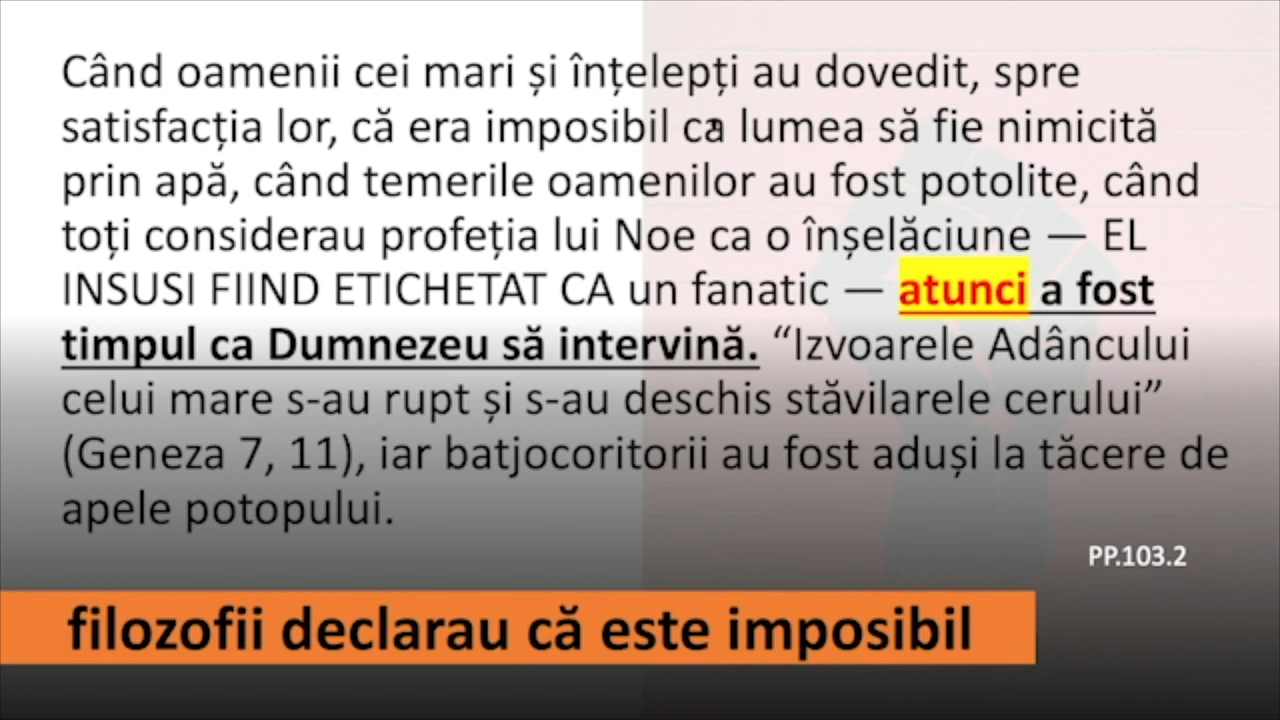 Când oamenii cei mari și înțelepți au dovedit, spre
satisfacția lor, că era imposibil ca lumea să fie nimicită
prin apă, când temerile oamenilor au fost potolite, când
toți considerau profeția lui Noe ca o înșelăciune — EL
INSUSI FIIND ETICHETAT CA un fanatic — atunci a fost
timpul ca Dumnezeu să intervină. “Izvoarele Adâncului
celui mare s-au rupt și s-au deschis stăvilarele cerului”
(Geneza 7, 11), iar batjocoritorii au fost aduși la tăcere de
apele potopului.
PP.103.2
filozofii declarau că este imposibil